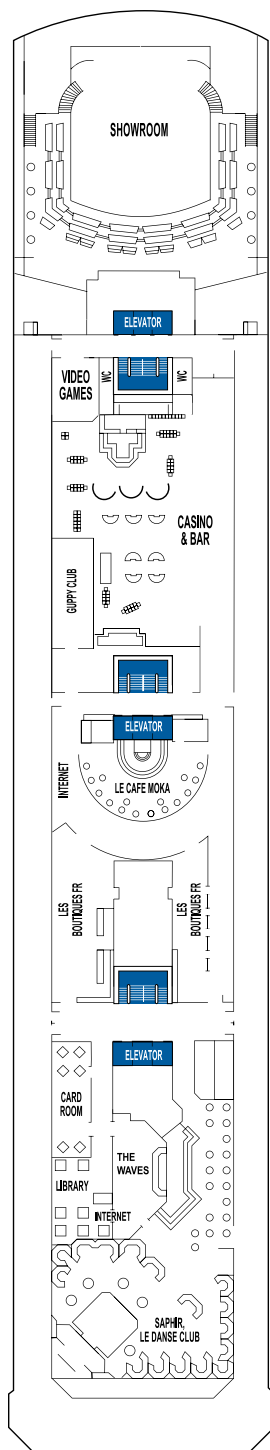 SHOWROOM
ELEVATOR
VIDEO
GAMES
WC
WC
CASINO
& BAR
GUPPY CLUB
ELEVATOR
INTERNET
LE CAFE MOKA
LES
BOUTIQUES FR
LES
BOUTIQUES FR
ELEVATOR
CARD
ROOM
THE
WAVES
LIBRARY
INTERNET
SAPHIR,
LE DANSE CLUB